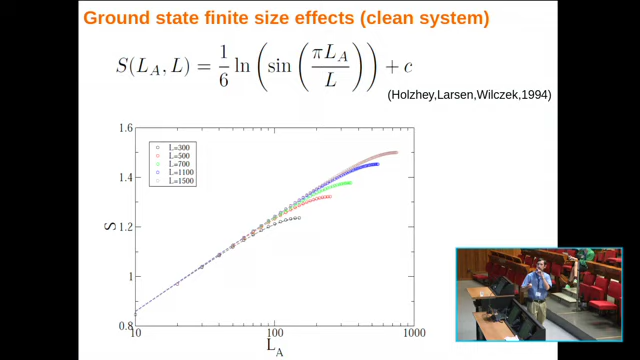 Ground state finite size effects (clean system)
S(L_A, L) = 1/6 ln (sin (πL_A/L)) + c
(Holzhey,Larsen,Wilczek,1994)
1.6
L=300
L=500
L=700
L=1100
L=1500
1.4
S
1.2
1
0.8
10
100
1000
L_A